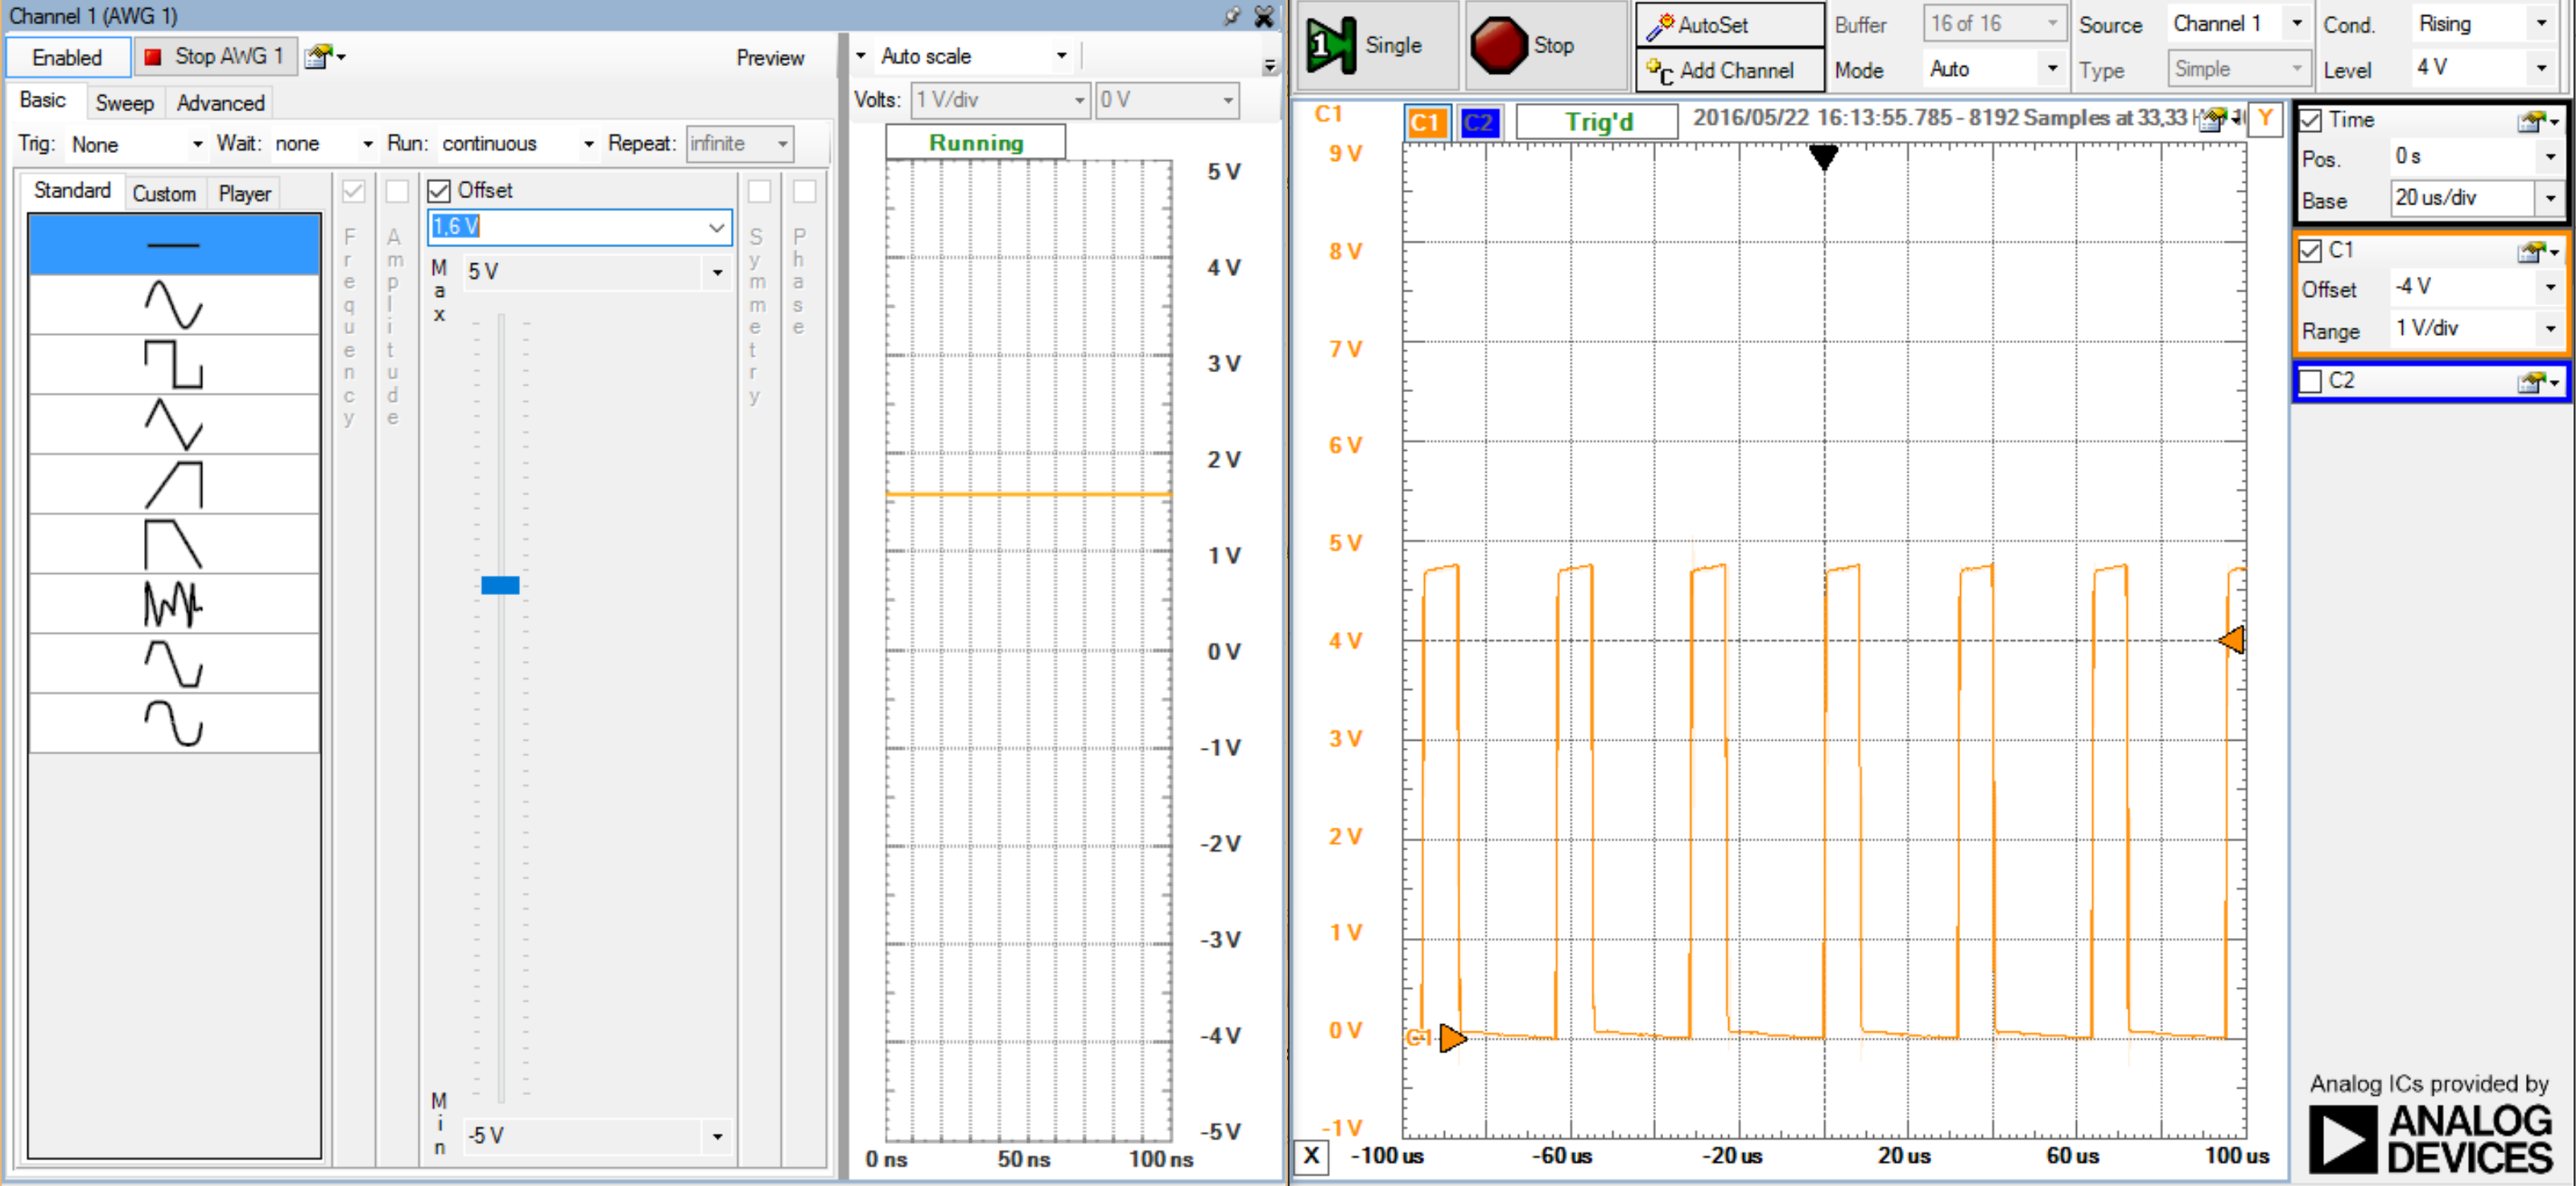 Channel 1 (AWG 1)
Enabled
Stop AWG 1
Preview
Basic
Sweep
Advanced
Trig: None
Wait: none
Run: continuous
Repeat: infinite
Standard
Custom
Player
Frequency
Amplitude
Offset
1,6 V
Max
5 V
Min
-5 V
Symmetry
Phase
Auto scale
Volts: 1 V/div
0 V
Running
5 V
4 V
3 V
2 V
1 V
0 V
-1 V
-2 V
-3 V
-4 V
-5 V
0 ns
50 ns
100 ns
1
Single
Stop
AutoSet
C Add Channel
Buffer
16 of 16
Mode
Auto
Source
Channel 1
Type
Simple
Cond.
Rising
Level
4 V
C1
C1
C2
Trig'd
2016/05/22 16:13:55.785 - 8192 Samples at 33,33
Y
9 V
8 V
7 V
6 V
5 V
4 V
3 V
2 V
1 V
0 V
-1 V
C1
X
-100 us
-60 us
-20 us
20 us
60 us
100 us
Time
Pos.
0 s
Base
20 us/div
C1
Offset
-4 V
Range
1 V/div
C2
Analog ICs provided by
ANALOG
DEVICES